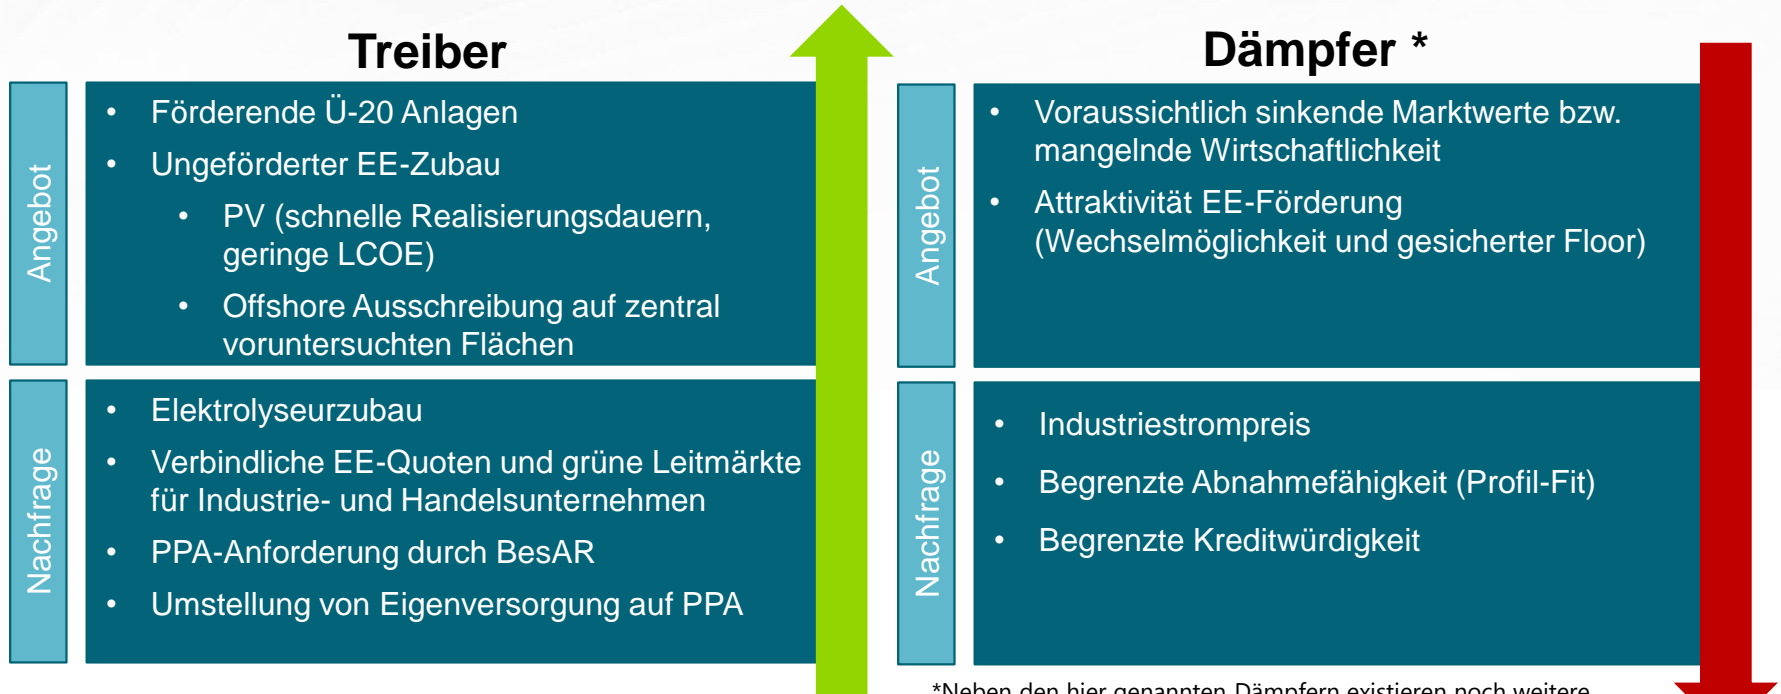 Treiber
Angebot
• Förderende Ü-20 Anlagen
• Ungeförderter EE-Zubau
• PV (schnelle Realisierungsdauern,
geringe LCOE)
• Offshore Ausschreibung auf zentral
voruntersuchten Flächen
Nachfrage
• Elektrolyseurzubau
• Verbindliche EE-Quoten und grüne Leitmärkte
für Industrie- und Handelsunternehmen
• PPA-Anforderung durch BesAR
• Umstellung von Eigenversorgung auf PPA
Dämpfer *
Angebot
• Voraussichtlich sinkende Marktwerte bzw.
mangelnde Wirtschaftlichkeit
• Attraktivität EE-Förderung
(Wechselmöglichkeit und gesicherter Floor)
Nachfrage
• Industriestrompreis
• Begrenzte Abnahmefähigkeit (Profil-Fit)
• Begrenzte Kreditwürdigkeit
*Neben den hier genannten Dämpfern existieren noch weitere